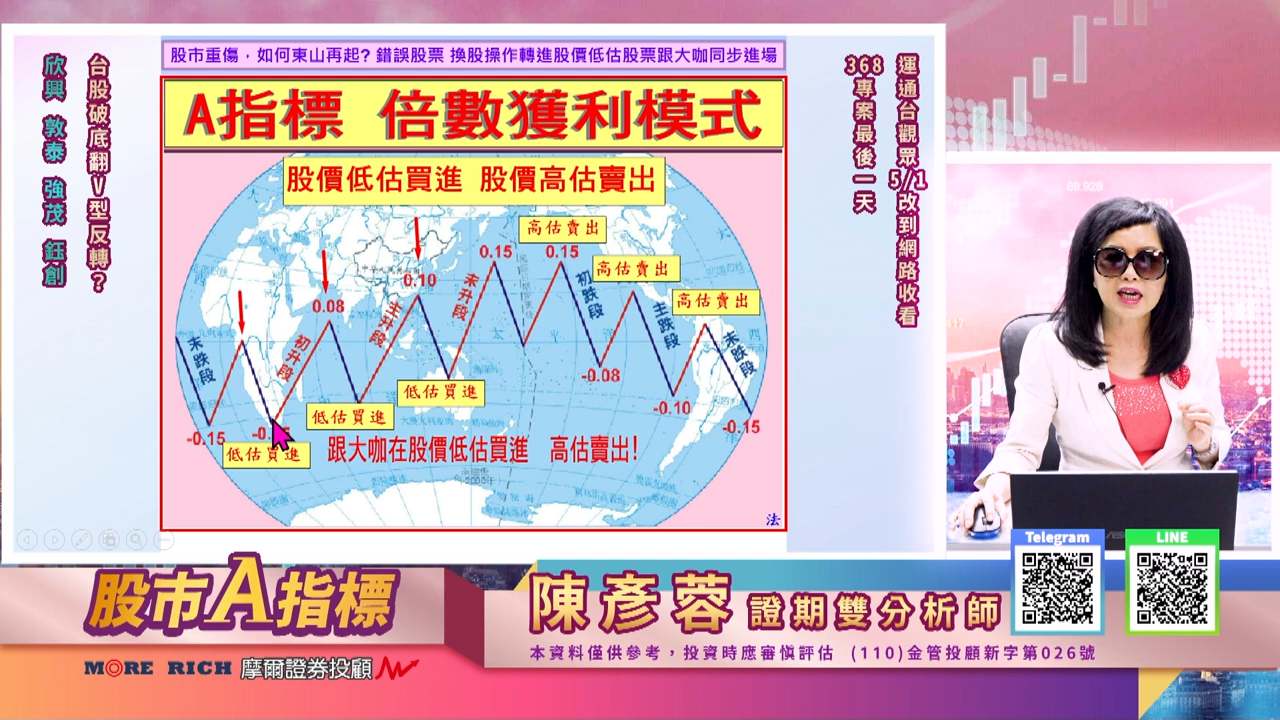 股市重傷，如何東山再起? 錯誤股票 換股操作轉進股價低估股票跟大咖同步進場
台股破底翻V型反轉?
欣興 敦泰 強茂 鈺創
運通台觀眾5/1改到網路收看
368專案最後一天
A指標 倍數獲利模式
股價低估買進 股價高估賣出
高估賣出
0.15
0.15
高估賣出
0.10
0.08
高估賣出
末跌段
初升段
主升段
末升段
初跌段
主跌段
末跌段
-0.08
低估買進
-0.10
低估買進
-0.15
-0.15
低估買進
跟大咖在股價低估買進 高估賣出!
法
69.928
Telegram
LINE
股市A指標
陳彥蓉 證期雙分析師
本資料僅供參考，投資時應審慎評估 (110)金管投顧新字第026號
MORE RICH 摩爾證券投顧